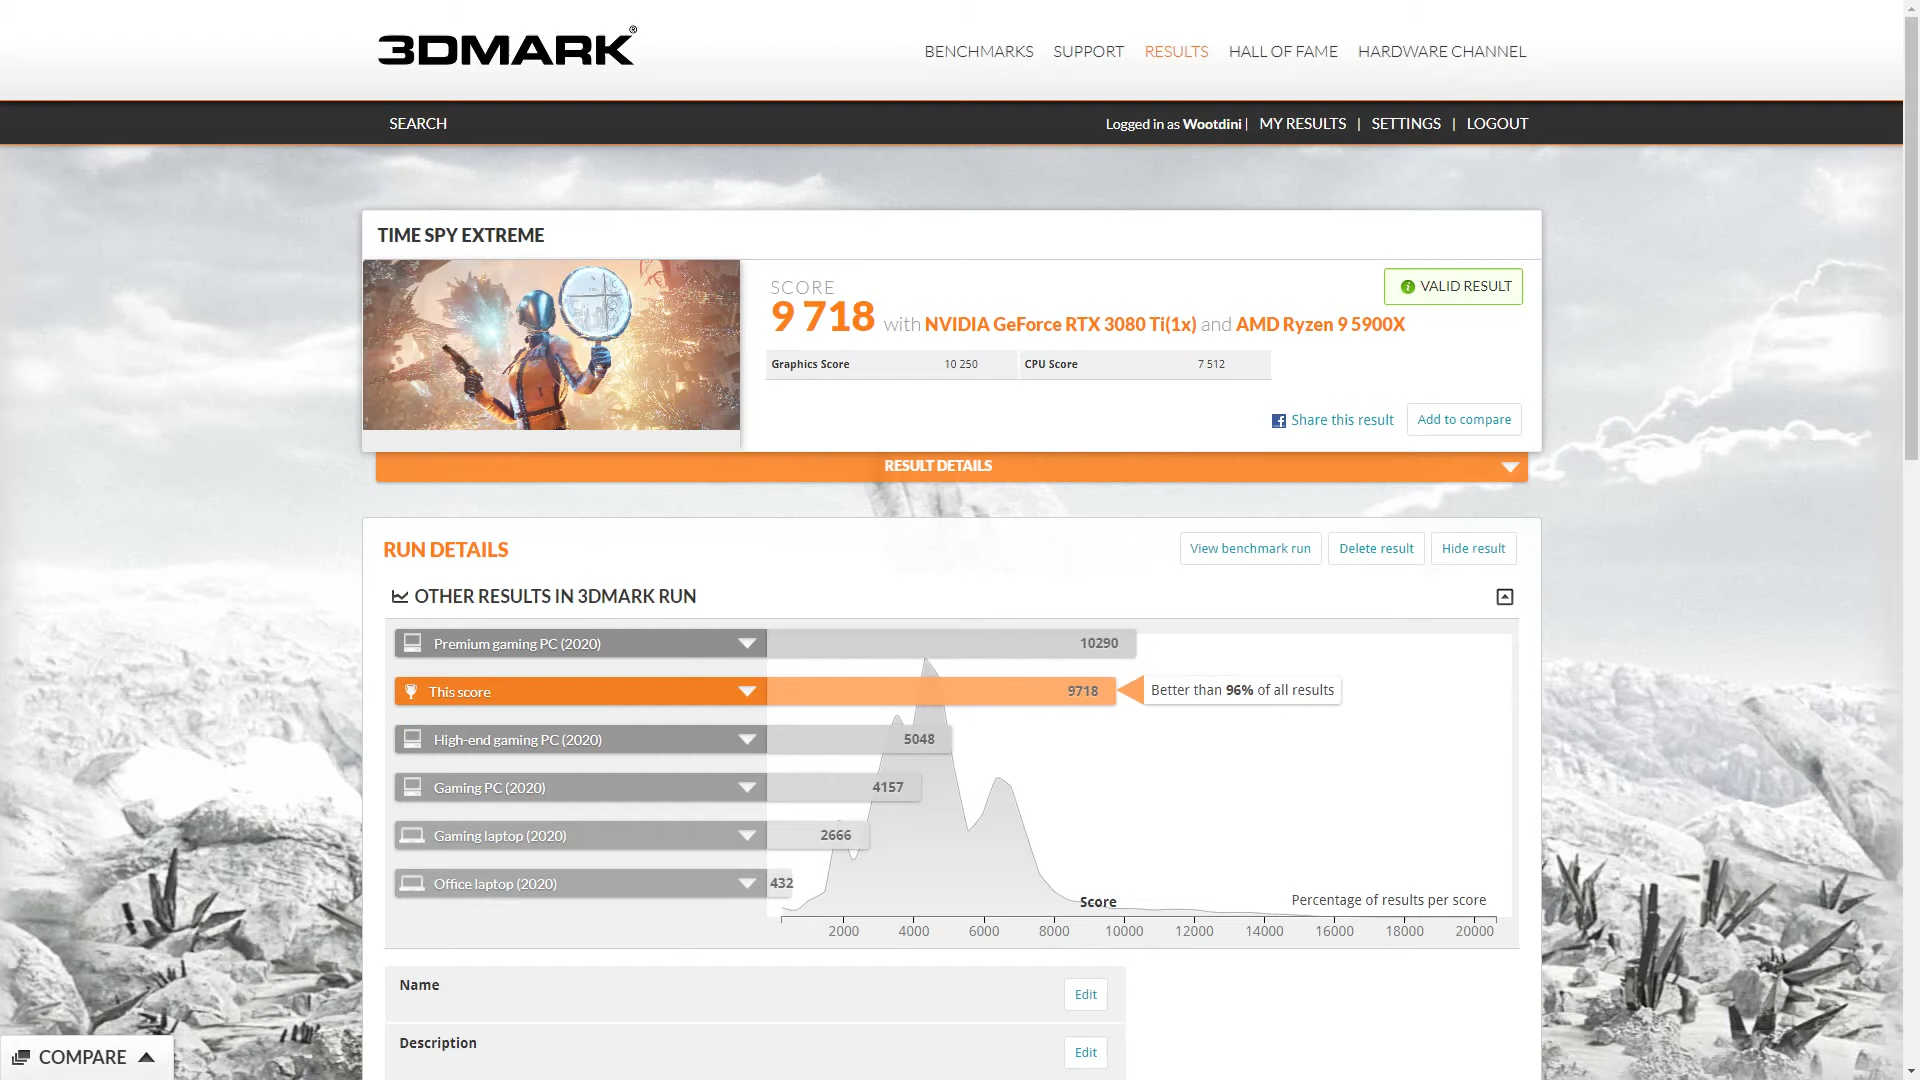 3DMARK®
BENCHMARKS SUPPORT RESULTS HALL OF FAME HARDWARE CHANNEL
SEARCH
Logged in as Wootdini | MY RESULTS | SETTINGS | LOGOUT
TIME SPY EXTREME
SCORE
VALID RESULT
9 718 with NVIDIA GeForce RTX 3080 Ti(1x) and AMD Ryzen 9 5900X
Graphics Score 10 250 CPU Score 7 512
Share this result Add to compare
RESULT DETAILS
RUN DETAILS
View benchmark run Delete result Hide result
OTHER RESULTS IN 3DMARK RUN
Premium gaming PC (2020) 10290
This score 9718 Better than 96% of all results
High-end gaming PC (2020) 5048
Gaming PC (2020) 4157
Gaming laptop (2020) 2666
Office laptop (2020) 432
Score Percentage of results per score
2000 4000 6000 8000 10000 12000 14000 16000 18000 20000
Name Edit
Description Edit
COMPARE